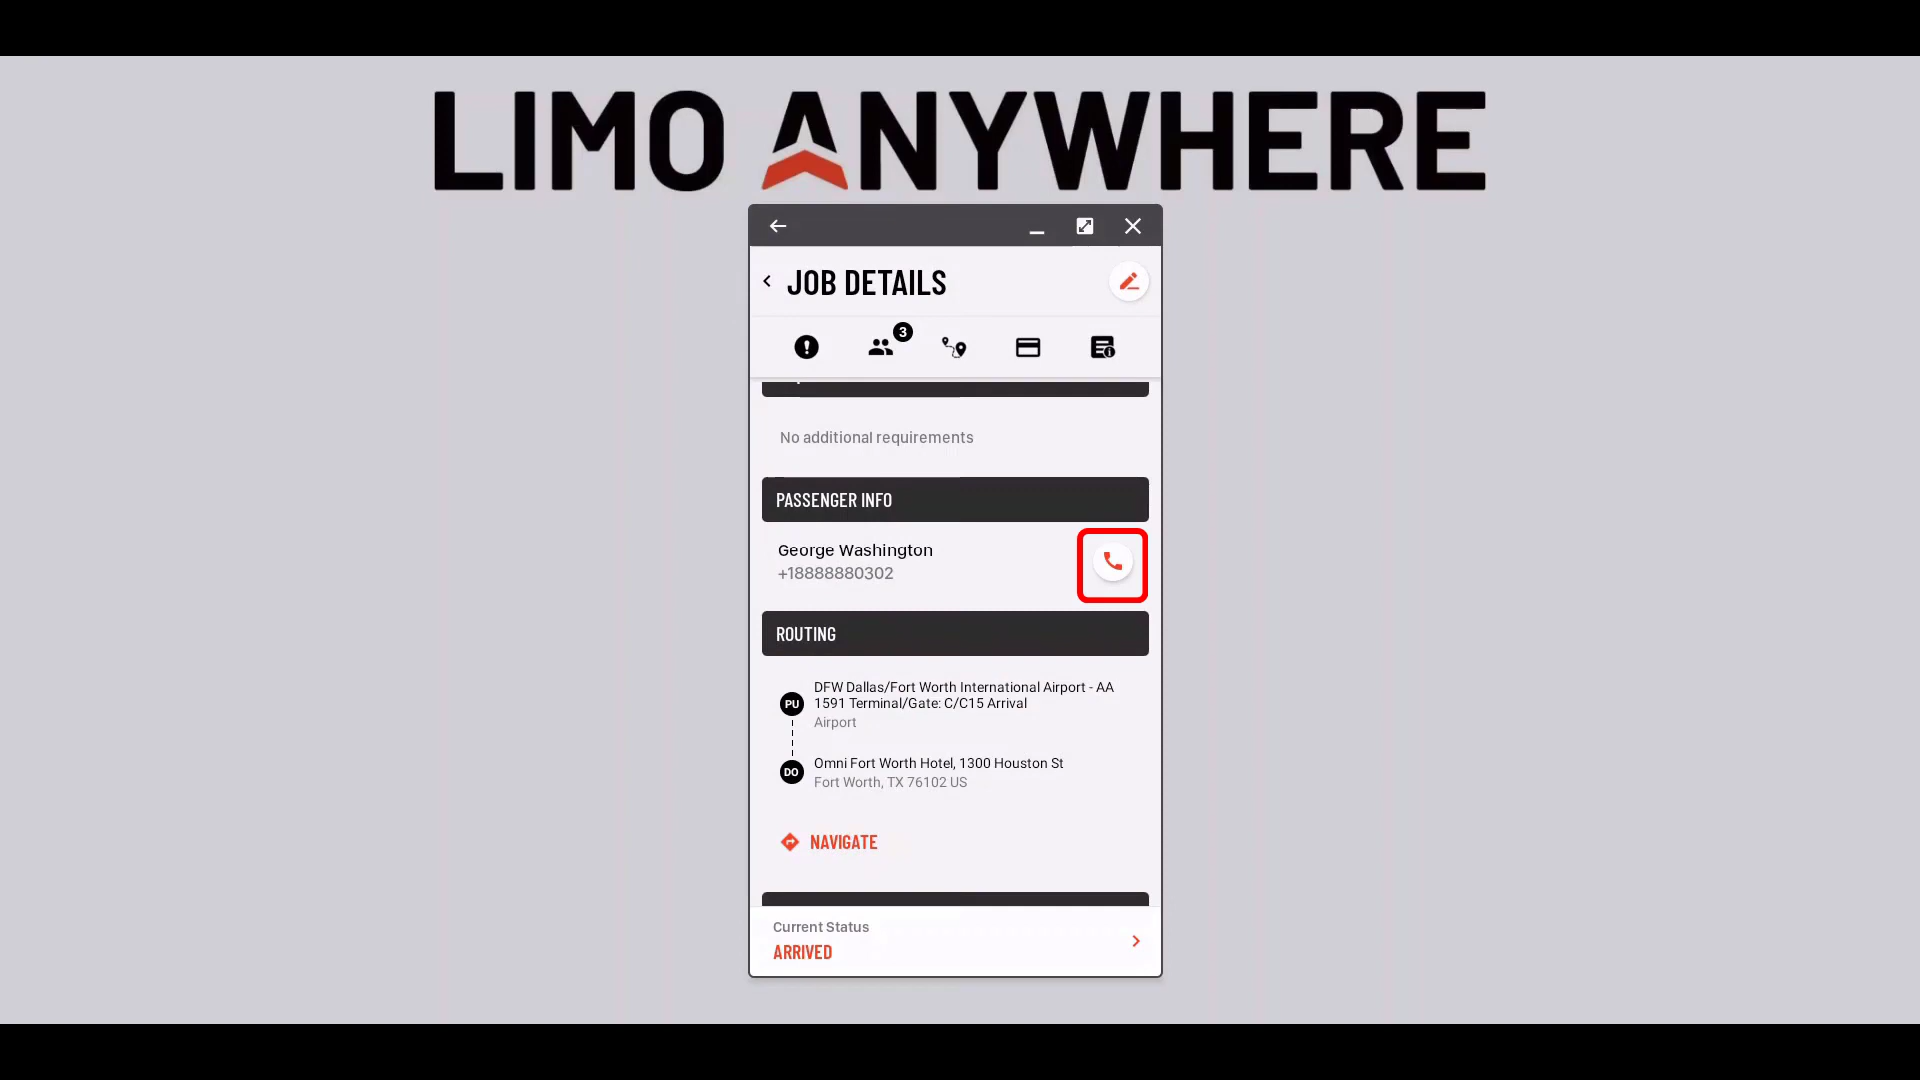 LIMO ANYWHERE
JOB DETAILS
3
No additional requirements
PASSENGER INFO
George Washington
+18888880302
ROUTING
PU
DFW Dallas/Fort Worth International Airport - AA
1591 Terminal/Gate: C/C15 Arrival
Airport
DO
Omni Fort Worth Hotel, 1300 Houston St
Fort Worth, TX 76102 US
NAVIGATE
Current Status
ARRIVED